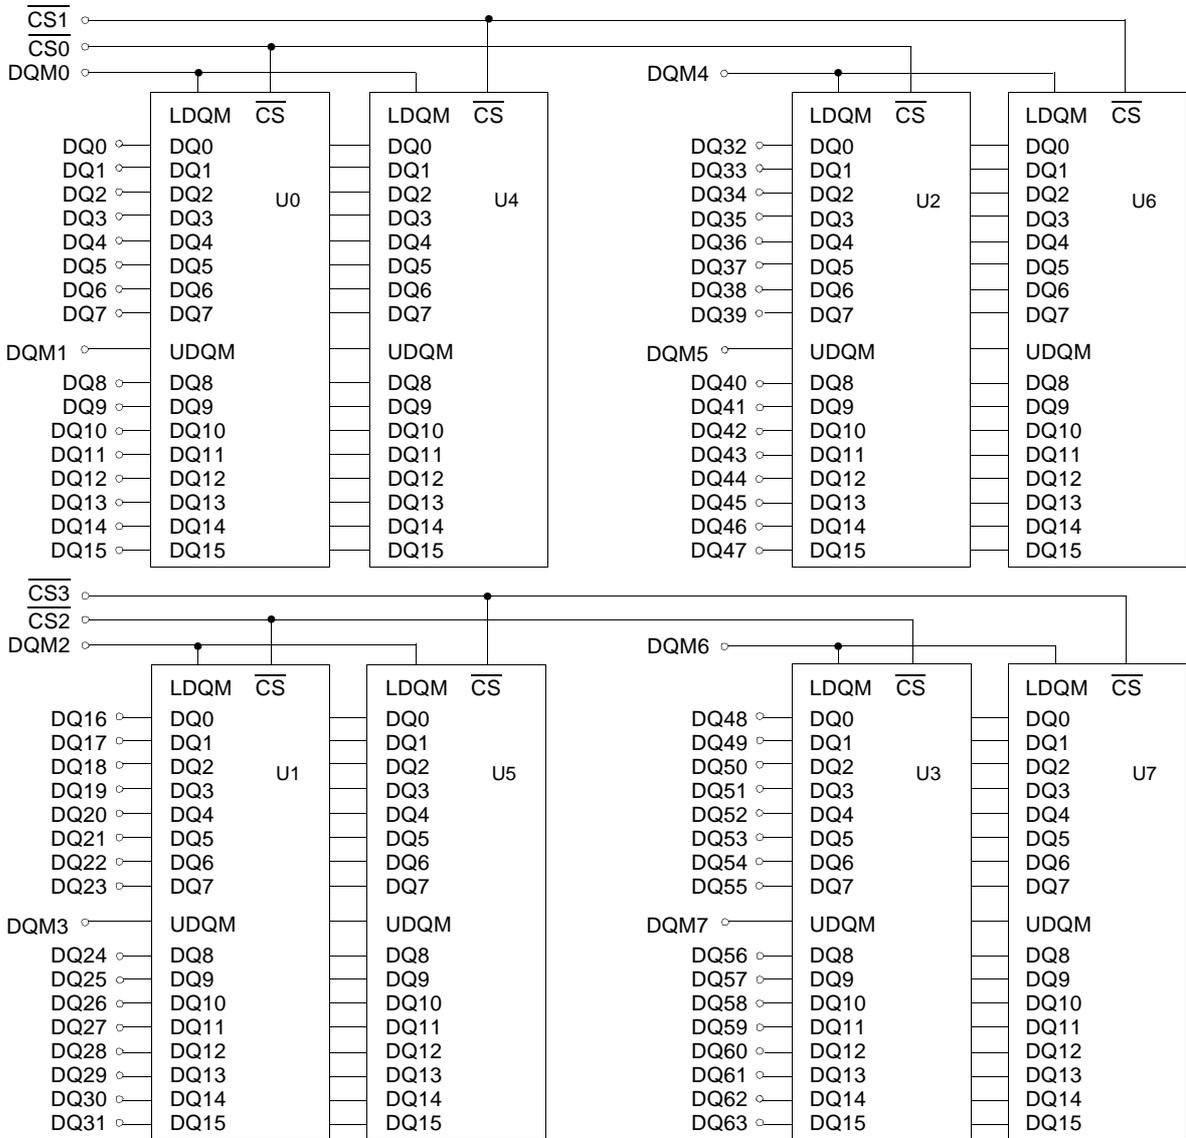 CS1
CS0
DQM0 DQM4
LDQM CS LDQM CS LDQM CS LDQM CS
DQ0 DQ0 DQ0 DQ32 DQ0 DQ0
DQ1 DQ1 DQ1 DQ33 DQ1 DQ1
DQ2 DQ2 U0 DQ2 U4 DQ34 DQ2 U2 DQ2 U6
DQ3 DQ3 DQ3 DQ35 DQ3 DQ3
DQ4 DQ4 DQ4 DQ36 DQ4 DQ4
DQ5 DQ5 DQ5 DQ37 DQ5 DQ5
DQ6 DQ6 DQ6 DQ38 DQ6 DQ6
DQ7 DQ7 DQ7 DQ39 DQ7 DQ7
DQM1 UDQM UDQM DQM5 UDQM UDQM
DQ8 DQ8 DQ8 DQ40 DQ8 DQ8
DQ9 DQ9 DQ9 DQ41 DQ9 DQ9
DQ10 DQ10 DQ10 DQ42 DQ10 DQ10
DQ11 DQ11 DQ11 DQ43 DQ11 DQ11
DQ12 DQ12 DQ12 DQ44 DQ12 DQ12
DQ13 DQ13 DQ13 DQ45 DQ13 DQ13
DQ14 DQ14 DQ14 DQ46 DQ14 DQ14
DQ15 DQ15 DQ15 DQ47 DQ15 DQ15
CS3
CS2
DQM2 DQM6
LDQM CS LDQM CS LDQM CS LDQM CS
DQ16 DQ0 DQ0 DQ48 DQ0 DQ0
DQ17 DQ1 DQ1 DQ49 DQ1 DQ1
DQ18 DQ2 U1 DQ2 U5 DQ50 DQ2 U3 DQ2 U7
DQ19 DQ3 DQ3 DQ51 DQ3 DQ3
DQ20 DQ4 DQ4 DQ52 DQ4 DQ4
DQ21 DQ5 DQ5 DQ53 DQ5 DQ5
DQ22 DQ6 DQ6 DQ54 DQ6 DQ6
DQ23 DQ7 DQ7 DQ55 DQ7 DQ7
DQM3 UDQM UDQM DQM7 UDQM UDQM
DQ24 DQ8 DQ8 DQ56 DQ8 DQ8
DQ25 DQ9 DQ9 DQ57 DQ9 DQ9
DQ26 DQ10 DQ10 DQ58 DQ10 DQ10
DQ27 DQ11 DQ11 DQ59 DQ11 DQ11
DQ28 DQ12 DQ12 DQ60 DQ12 DQ12
DQ29 DQ13 DQ13 DQ61 DQ13 DQ13
DQ30 DQ14 DQ14 DQ62 DQ14 DQ14
DQ31 DQ15 DQ15 DQ63 DQ15 DQ15